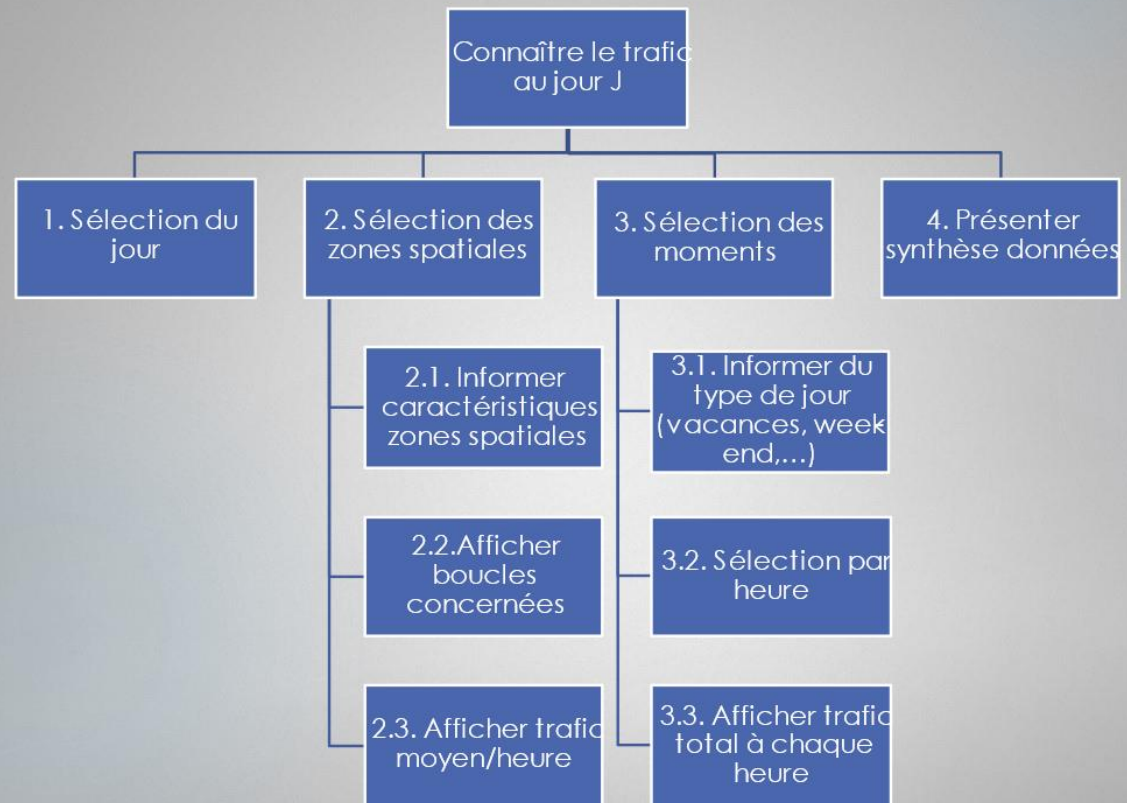 Connaître le trafic
au jour J
1. Sélection du
jour
2. Sélection des
zones spatiales
3. Sélection des
moments
4. Présenter
synthèse données
2.1. Informer
caractéristiques
zones spatiales
2.2.Afficher
boucles
concernées
2.3. Afficher trafic
moyen/heure
3.1. Informer du
type de jour
(vacances, week-
end,...)
3.2. Sélection par
heure
3.3. Afficher trafic
total à chaque
heure